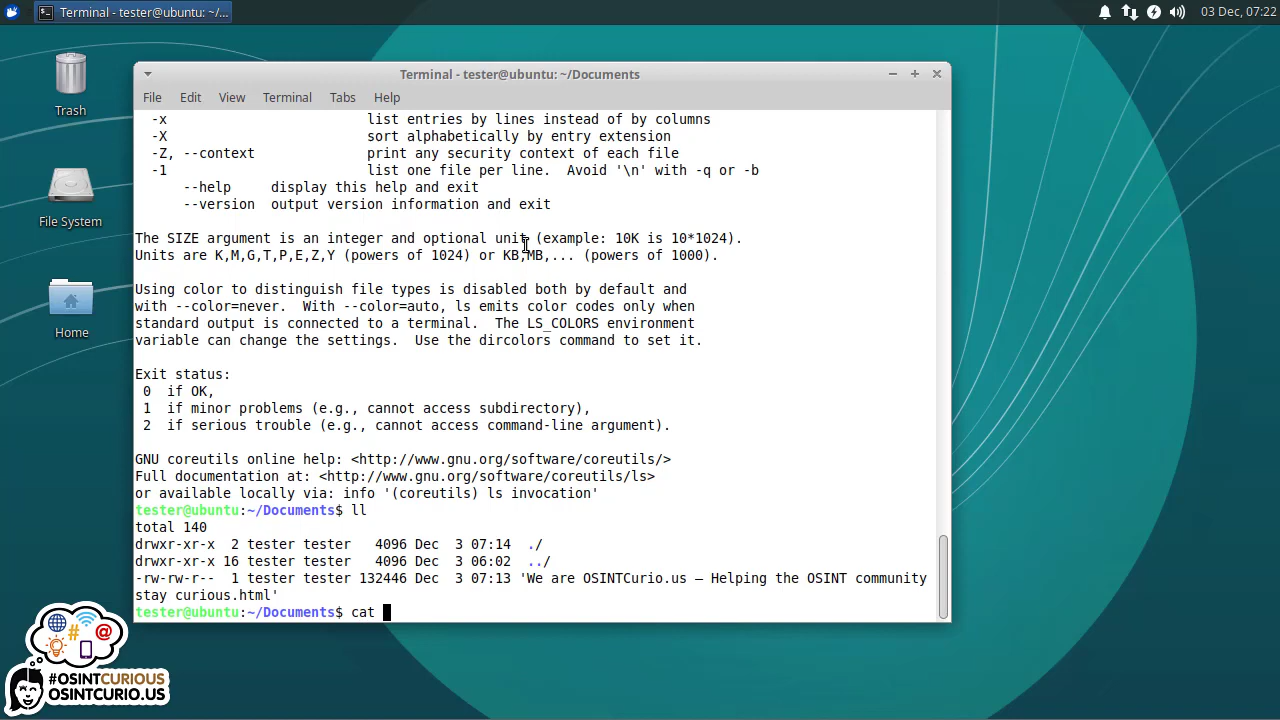 Terminal - tester@ubuntu: ~/...
03 Dec, 07:22
Trash
File System
Home
Terminal - tester@ubuntu: ~/Documents
File Edit View Terminal Tabs Help
-x list entries by lines instead of by columns
-X sort alphabetically by entry extension
-Z, --context print any security context of each file
-1 list one file per line. Avoid '\n' with -q or -b
--help display this help and exit
--version output version information and exit
The SIZE argument is an integer and optional unit (example: 10K is 10*1024).
Units are K,M,G,T,P,E,Z,Y (powers of 1024) or KB,MB,... (powers of 1000).
Using color to distinguish file types is disabled both by default and
with --color=never. With --color=auto, ls emits color codes only when
standard output is connected to a terminal. The LS_COLORS environment
variable can change the settings. Use the dircolors command to set it.
Exit status:
0 if OK,
1 if minor problems (e.g., cannot access subdirectory),
2 if serious trouble (e.g., cannot access command-line argument).
GNU coreutils online help: <http://www.gnu.org/software/coreutils/>
Full documentation at: <http://www.gnu.org/software/coreutils/ls>
or available locally via: info '(coreutils) ls invocation'
tester@ubuntu:~/Documents$ ll
total 140
drwxr-xr-x 2 tester tester 4096 Dec 3 07:14 ./
drwxr-xr-x 16 tester tester 4096 Dec 3 06:02 ../
-rw-rw-r-- 1 tester tester 132446 Dec 3 07:13 'We are OSINTCurio.us – Helping the OSINT community
stay curious.html'
tester@ubuntu:~/Documents$ cat
#OSINTCURIOUS
OSINTCURIO.US